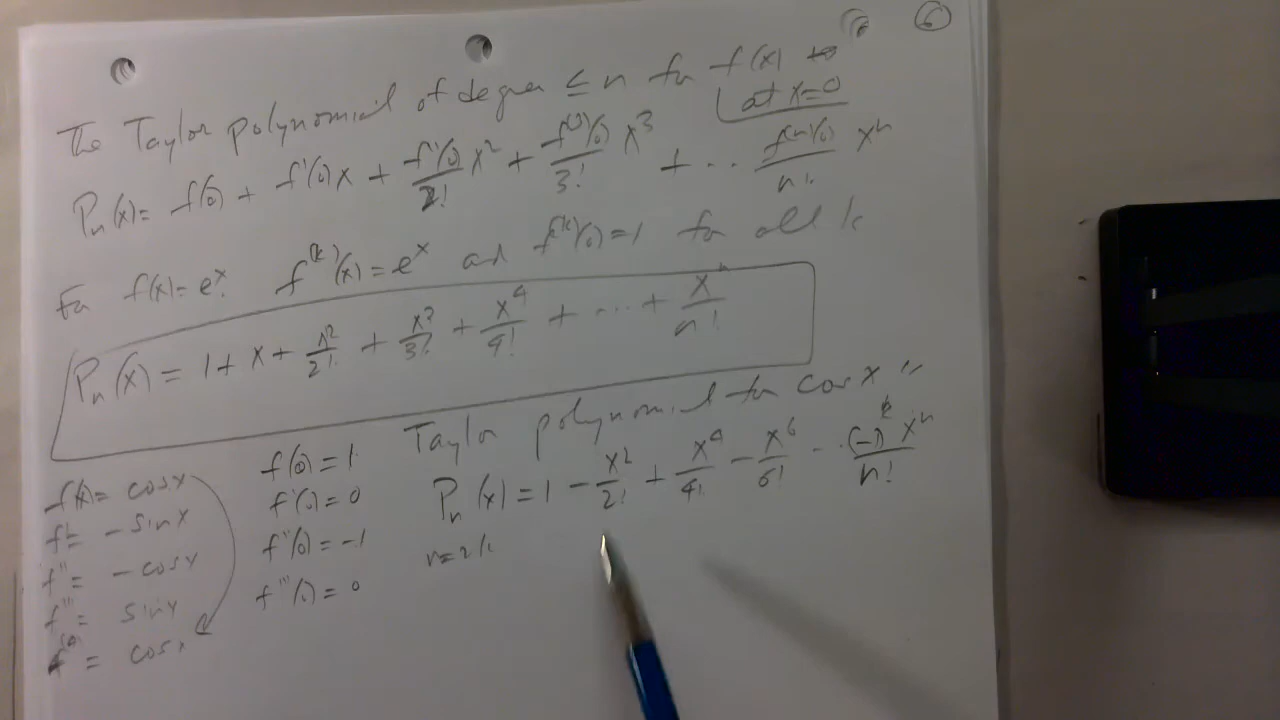 6
The Taylor polynomial of degree ≤ n for f(x)
at x=0
Pₙ(x) = f(0) + f'(0)x + f''(0)/2! x² + f⁽³⁾(0)/3! x³ + ... f⁽ⁿ⁾(0)/n! xⁿ
For f(x)=eˣ. f⁽ᵏ⁾(x) = eˣ and f⁽ᵏ⁾(0)=1 for all k
Pₙ(x) = 1 + x + x²/2! + x³/3! + x⁴/4! + ... + xⁿ/n!
Taylor polynomial for cos x
Pₙ(x) = 1 - x²/2! + x⁴/4! - x⁶/6! - .. (-1)ᵏ xⁿ/n!
n=2k
f(x) = cos x f(0) = 1
f' = - sin x f'(0) = 0
f'' = - cos x f''(0) = -1
f''' = sin x f'''(0) = 0
f⁽⁴⁾ = cos x